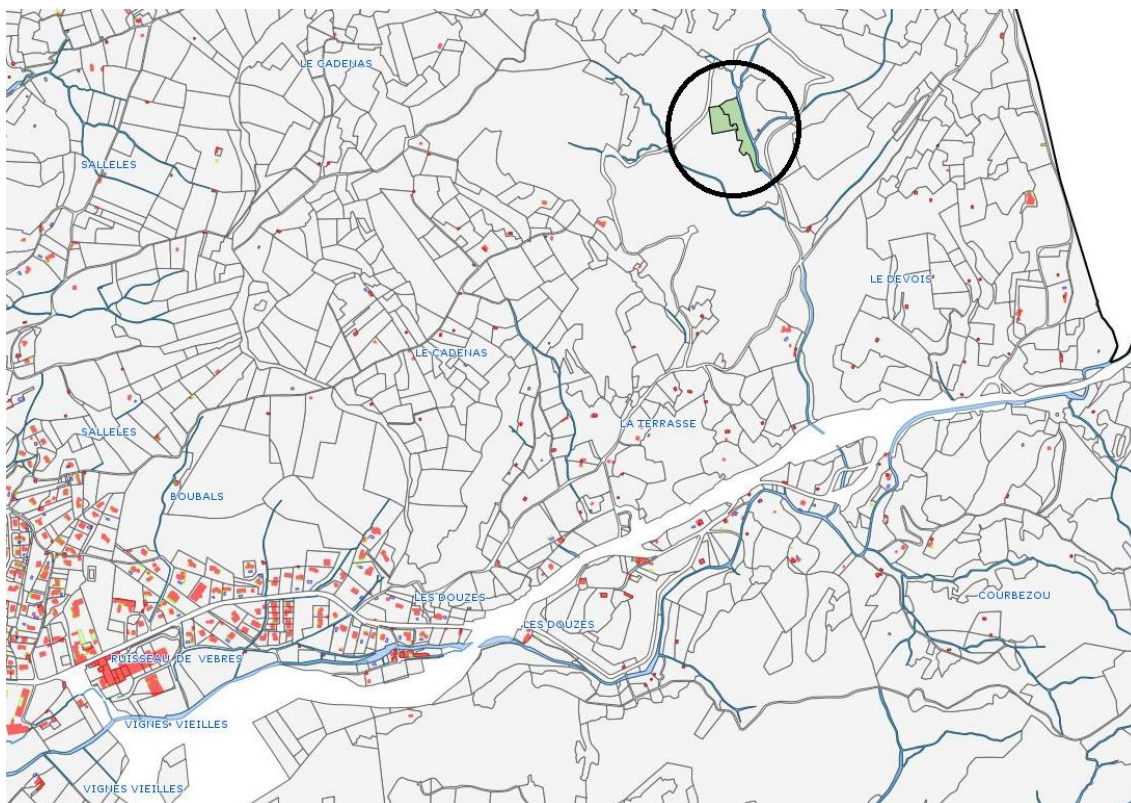 LE CADENAS
SALLELES
LE DEVOIS
LE CADENAS
LA TERRASSE
SALLELES
BOUBALS
COURBEZOU
LES DOUZES
LES DOUZES
RUISSEAU DE VEBRES
VIGNES VIEILLES
VIGNES VIEILLES